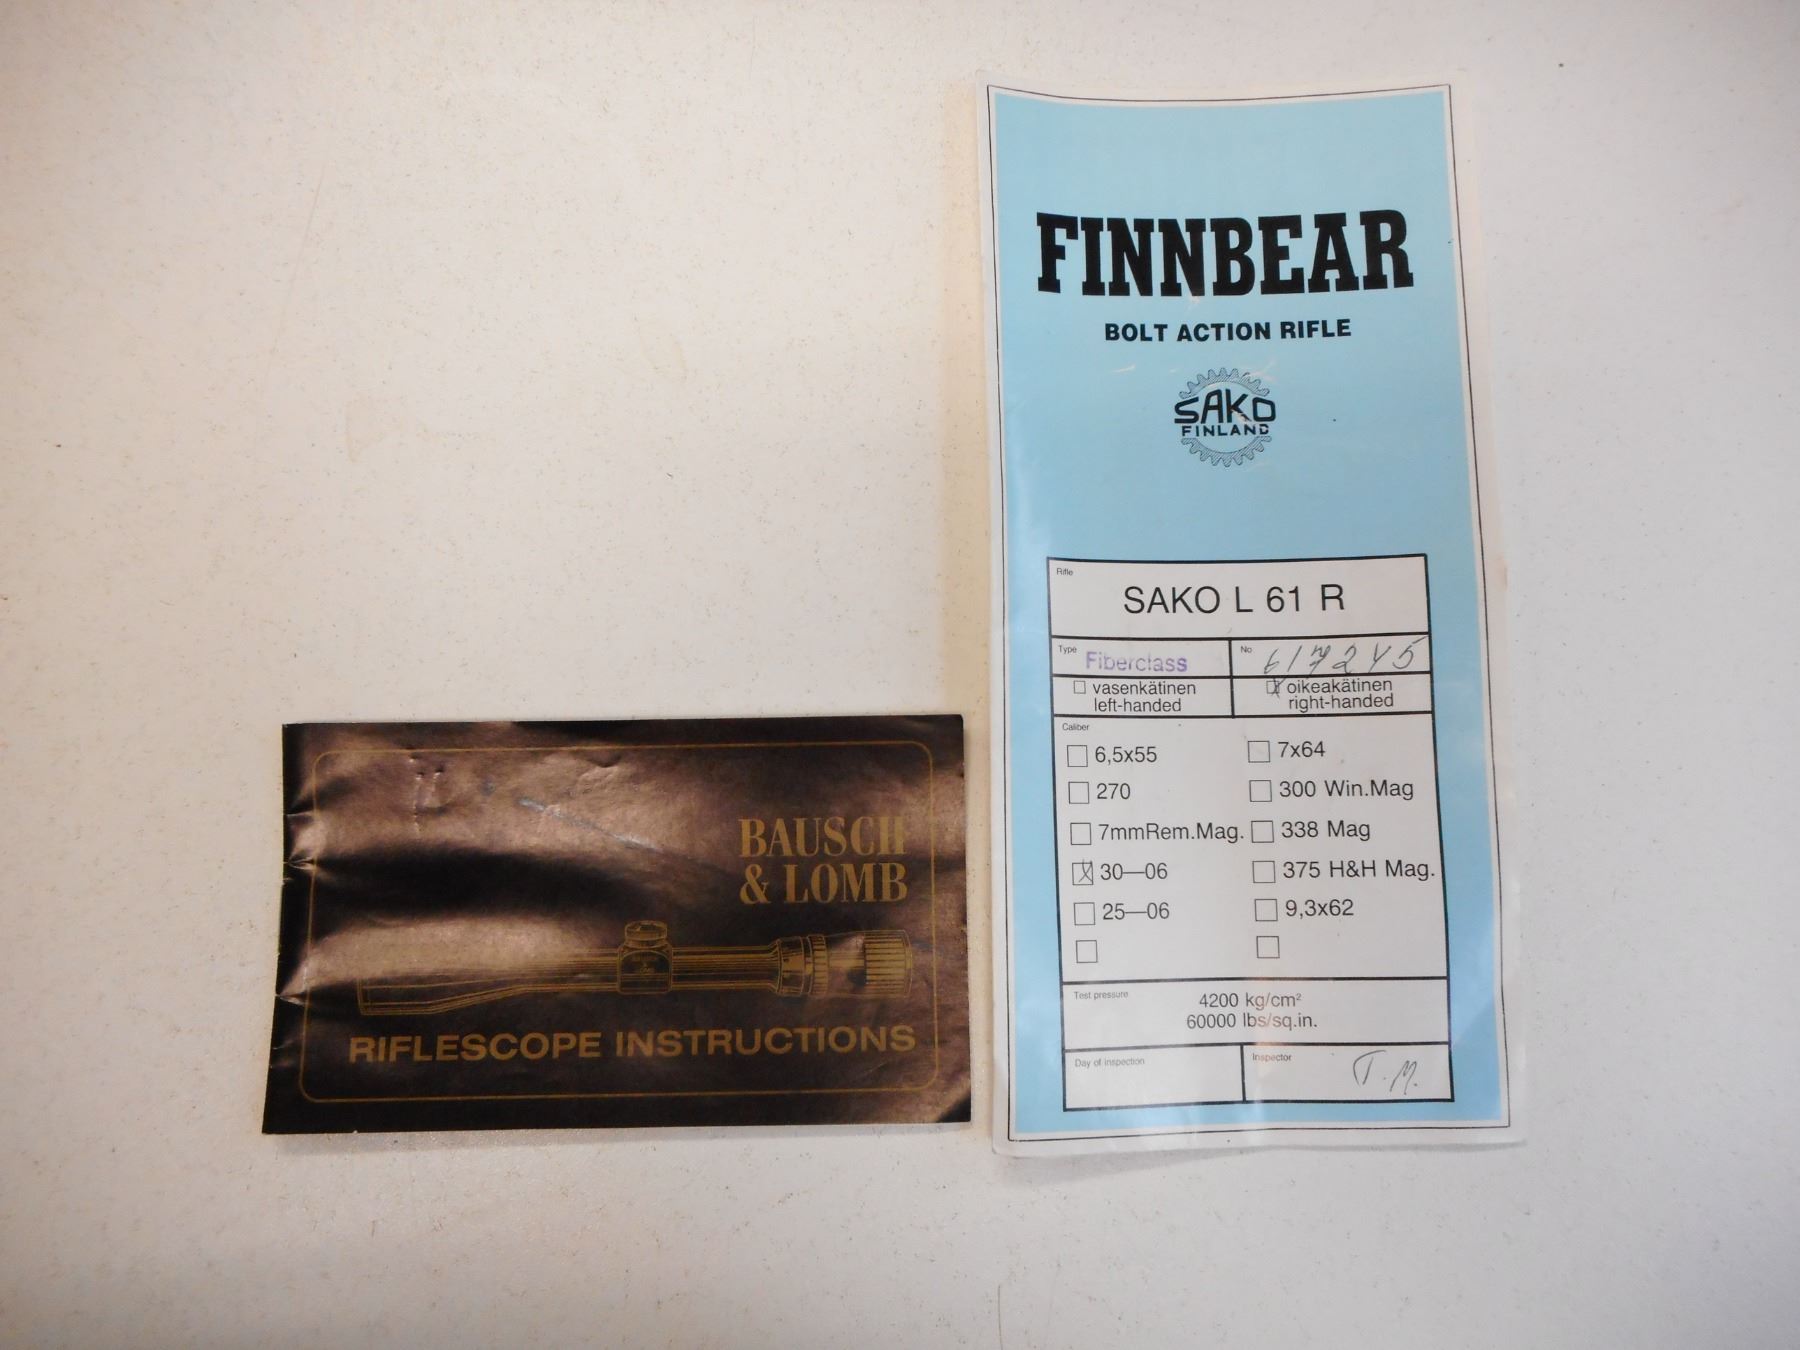 BAUSCH
& LOMB
RIFLESCOPE INSTRUCTIONS
FINNBEAR
BOLT ACTION RIFLE
SAKO
FINLAND
Rifle
SAKO L 61 R
Type Fiberclass
No 617245
vasenkätinen
left-handed
oikeakätinen
right-handed
Caliber
6,5x55
7x64
270
300 Win.Mag
7mmRem.Mag.
338 Mag
30—06
375 H&H Mag.
25—06
9,3x62
Test pressure
4200 kg/cm²
60000 lbs/sq.in.
Day of inspection
Inspector
T.M.